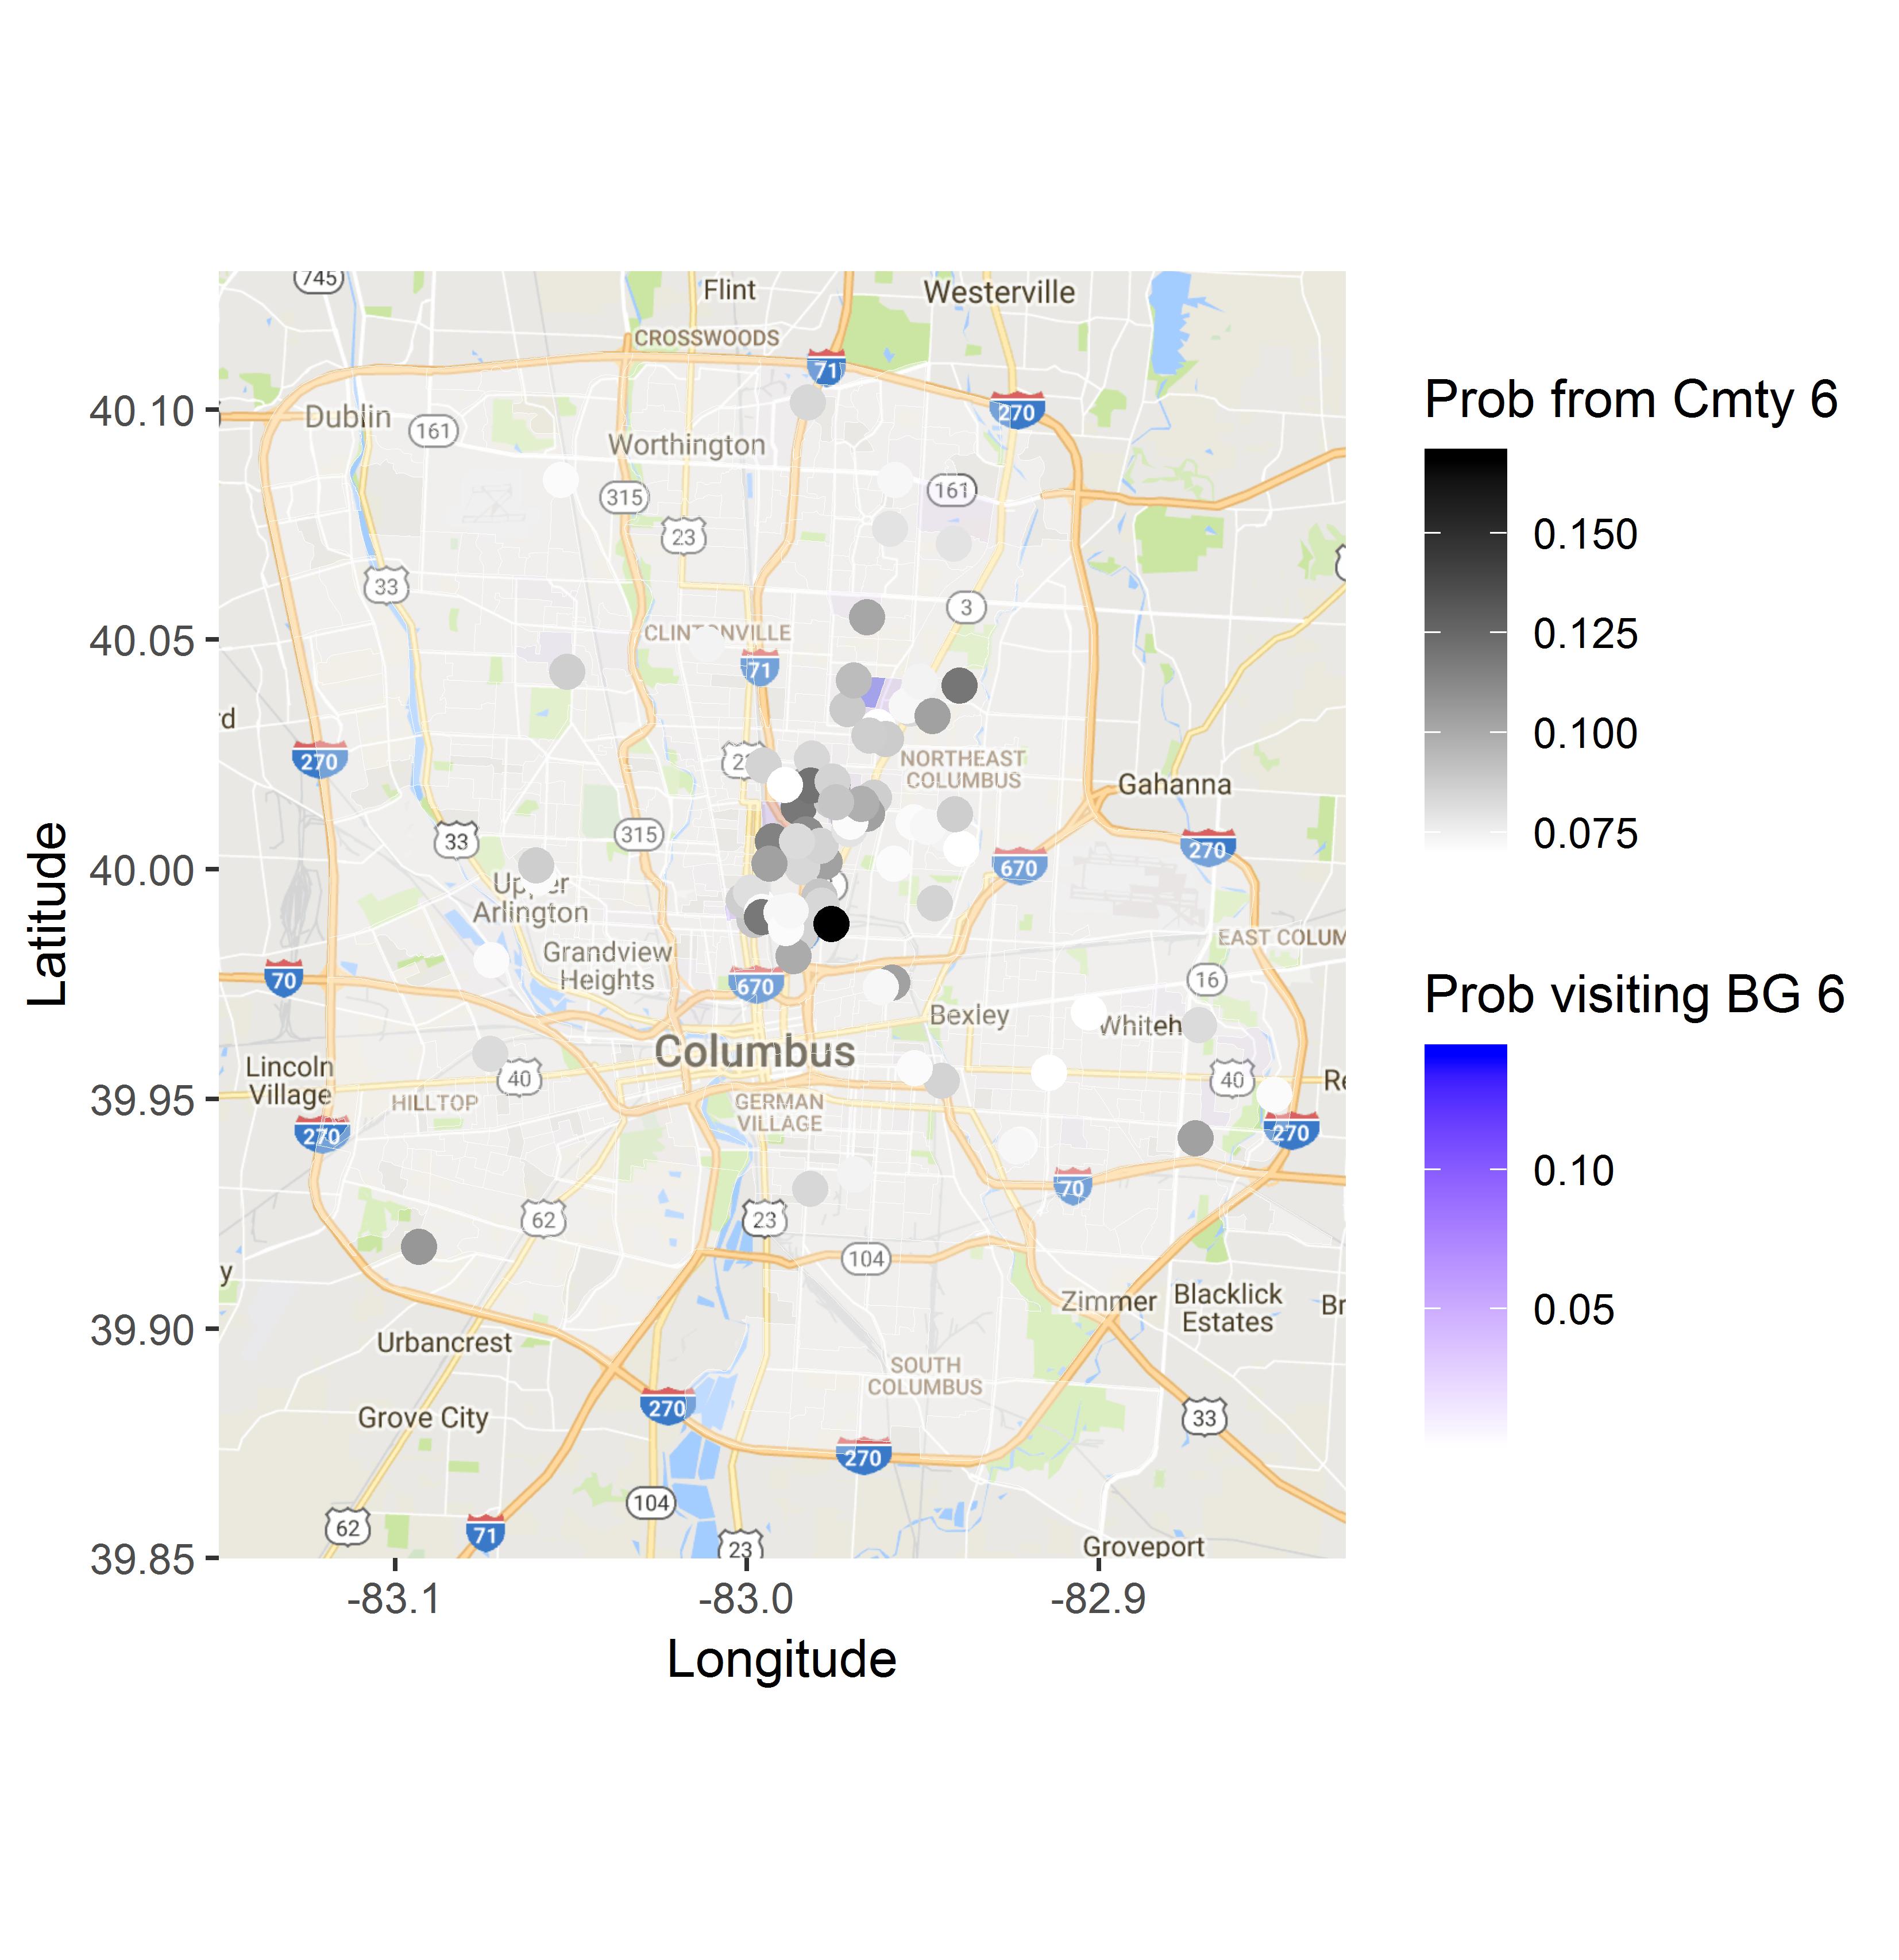 745
Flint
Westerville
CROSSWOODS
71
270
40.10
Dublin
161
Worthington
315
161
23
33
3
40.05
CLINTONVILLE
71
270
NORTHEAST
COLUMBUS
Gahanna
33
315
270
670
40.00
Upper
Arlington
Grandview
Heights
EAST COLUM
70
670
16
Bexley
Whiteh
Columbus
Lincoln
Village
40
40
39.95
HILLTOP
GERMAN
VILLAGE
270
270
70
62
23
104
Zimmer
Blacklick
Estates
Br
39.90
Urbancrest
SOUTH
COLUMBUS
Grove City
270
33
270
104
62
71
23
Groveport
39.85
-83.1
-83.0
-82.9
Longitude
Latitude
Prob from Cmty 6
0.150
0.125
0.100
0.075
Prob visiting BG 6
0.10
0.05